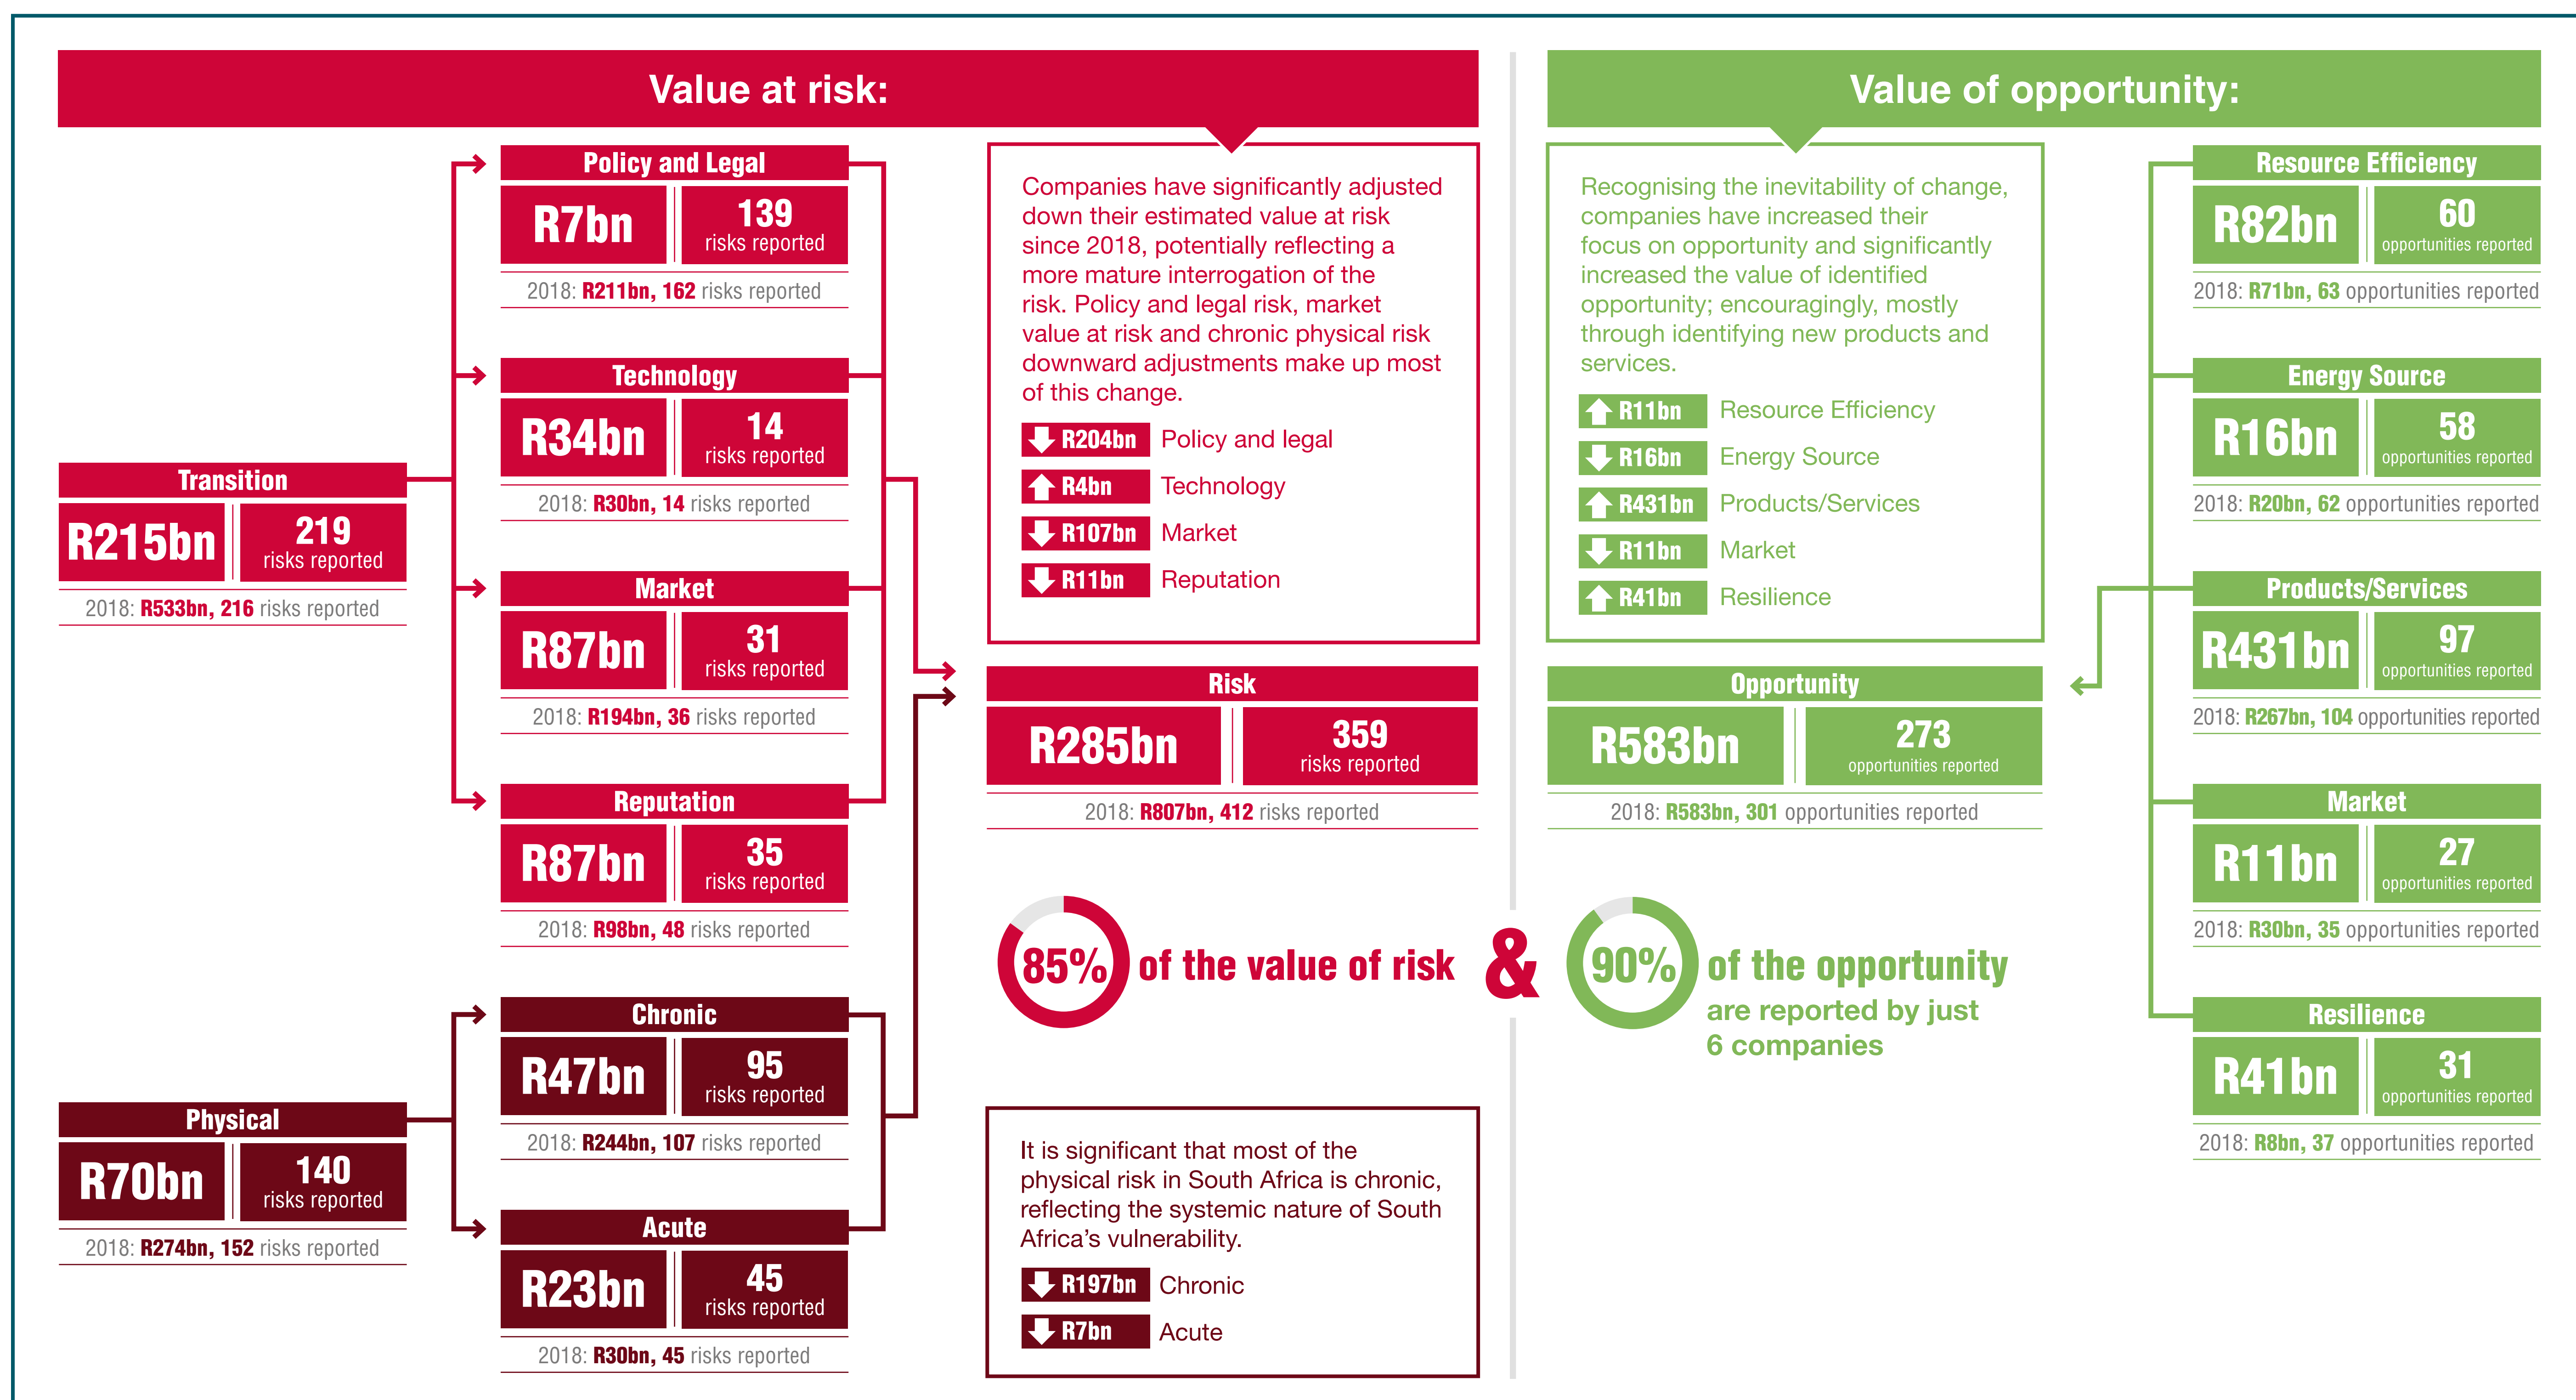 Value at risk:
Transition
R215bn
219
risks reported
2018: R533bn, 216 risks reported
Physical
R70bn
140
risks reported
2018: R274bn, 152 risks reported
Policy and Legal
R7bn
139
risks reported
2018: R211bn, 162 risks reported
Technology
R34bn
14
risks reported
2018: R30bn, 14 risks reported
Market
R87bn
31
risks reported
2018: R194bn, 36 risks reported
Reputation
R87bn
35
risks reported
2018: R98bn, 48 risks reported
Chronic
R47bn
95
risks reported
2018: R244bn, 107 risks reported
Acute
R23bn
45
risks reported
2018: R30bn, 45 risks reported
Companies have significantly adjusted
down their estimated value at risk
since 2018, potentially reflecting a
more mature interrogation of the
risk. Policy and legal risk, market
value at risk and chronic physical risk
downward adjustments make up most
of this change.
R204bn Policy and legal
R4bn Technology
R107bn Market
R11bn Reputation
Risk
R285bn
359
risks reported
2018: R807bn, 412 risks reported
85% of the value of risk
&
It is significant that most of the
physical risk in South Africa is chronic,
reflecting the systemic nature of South
Africa's vulnerability.
R197bn Chronic
R7bn Acute
Value of opportunity:
Recognising the inevitability of change,
companies have increased their
focus on opportunity and significantly
increased the value of identified
opportunity; encouragingly, mostly
through identifying new products and
services.
R11bn Resource Efficiency
R16bn Energy Source
R431bn Products/Services
R11bn Market
R41bn Resilience
Opportunity
R583bn
273
opportunities reported
2018: R583bn, 301 opportunities reported
90% of the opportunity
are reported by just
6 companies
Resource Efficiency
R82bn
60
opportunities reported
2018: R71bn, 63 opportunities reported
Energy Source
R16bn
58
opportunities reported
2018: R20bn, 62 opportunities reported
Products/Services
R431bn
97
opportunities reported
2018: R267bn, 104 opportunities reported
Market
R11bn
27
opportunities reported
2018: R30bn, 35 opportunities reported
Resilience
R41bn
31
opportunities reported
2018: R8bn, 37 opportunities reported